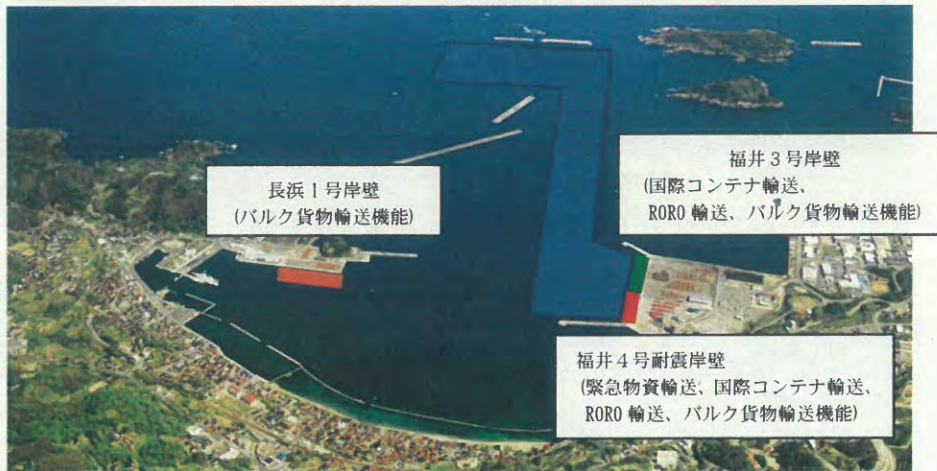 長浜１号岸壁
(バルク貨物輸送機能)
福井３号岸壁
(国際コンテナ輸送、
RORO 輸送、バルク貨物輸送機能)
福井４号耐震岸壁
(緊急物資輸送、国際コンテナ輸送、
RORO 輸送、バルク貨物輸送機能)